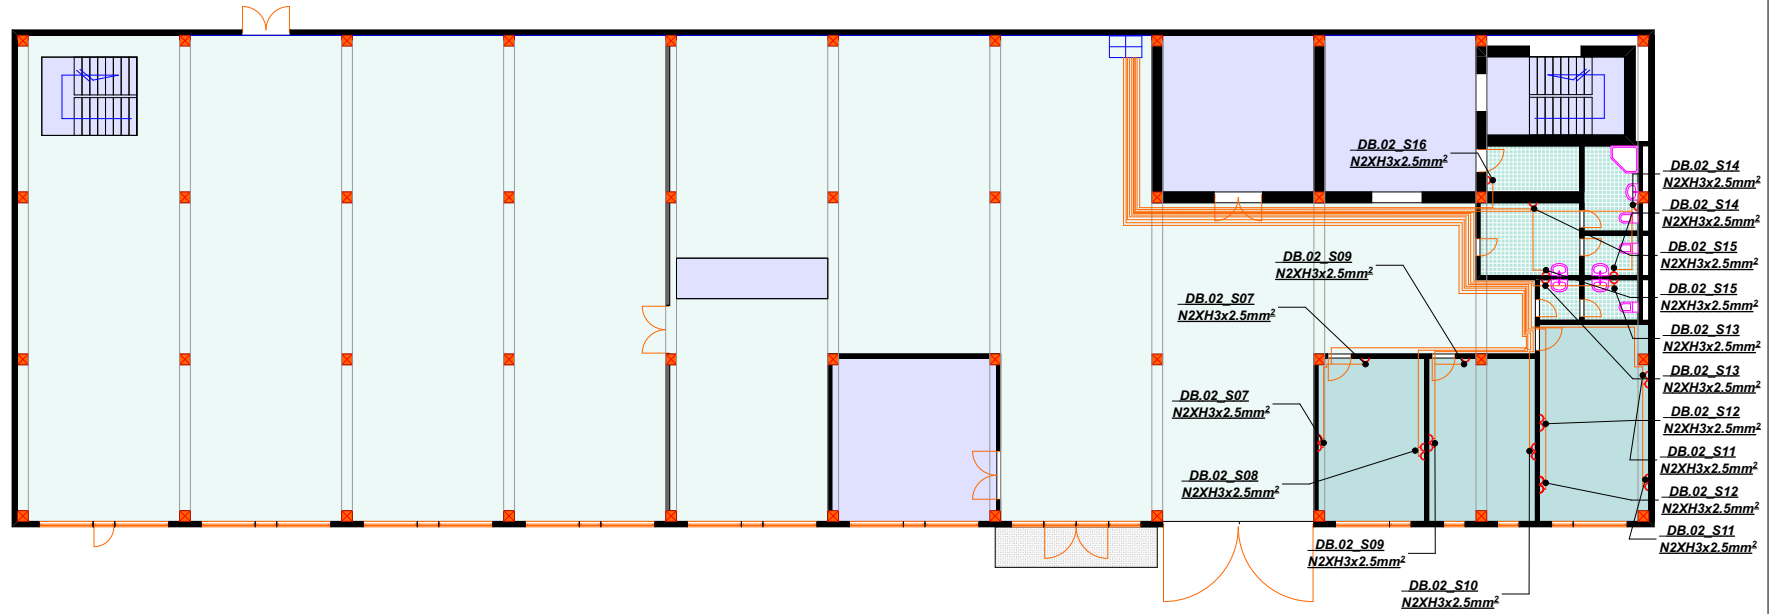 DB.02_S16
N2XH3x2.5mm²
DB.02_S14
N2XH3x2.5mm²
DB.02_S14
N2XH3x2.5mm²
DB.02_S15
N2XH3x2.5mm²
DB.02_S09
N2XH3x2.5mm²
DB.02_S15
N2XH3x2.5mm²
DB.02_S07
N2XH3x2.5mm²
DB.02_S13
N2XH3x2.5mm²
DB.02_S13
N2XH3x2.5mm²
DB.02_S07
N2XH3x2.5mm²
DB.02_S12
N2XH3x2.5mm²
DB.02_S11
N2XH3x2.5mm²
DB.02_S08
N2XH3x2.5mm²
DB.02_S12
N2XH3x2.5mm²
DB.02_S11
N2XH3x2.5mm²
DB.02_S09
N2XH3x2.5mm²
DB.02_S10
N2XH3x2.5mm²